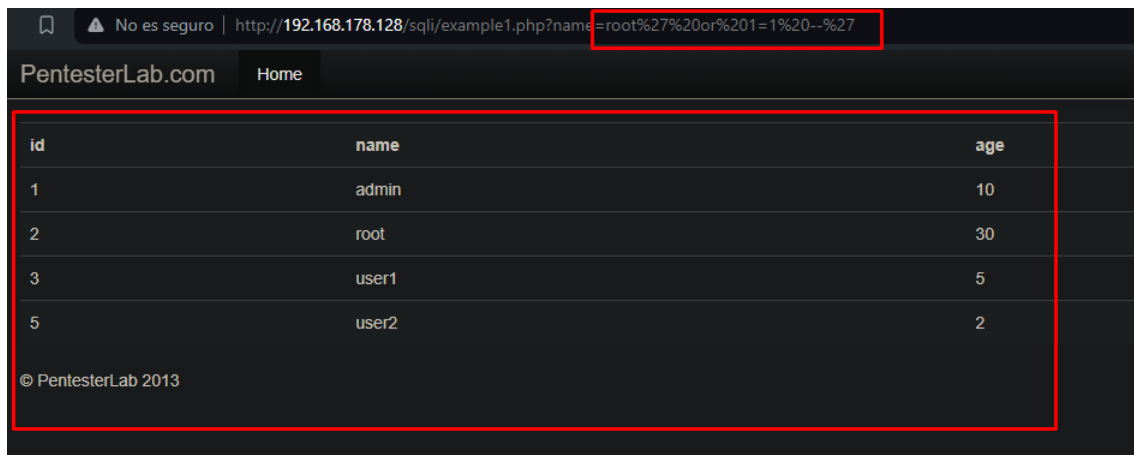 No es seguro | http://192.168.178.128/sqli/example1.php?name=root%27%20or%201=1%20--%27
PentesterLab.com Home
id name age
1 admin 10
2 root 30
3 user1 5
5 user2 2
© PentesterLab 2013